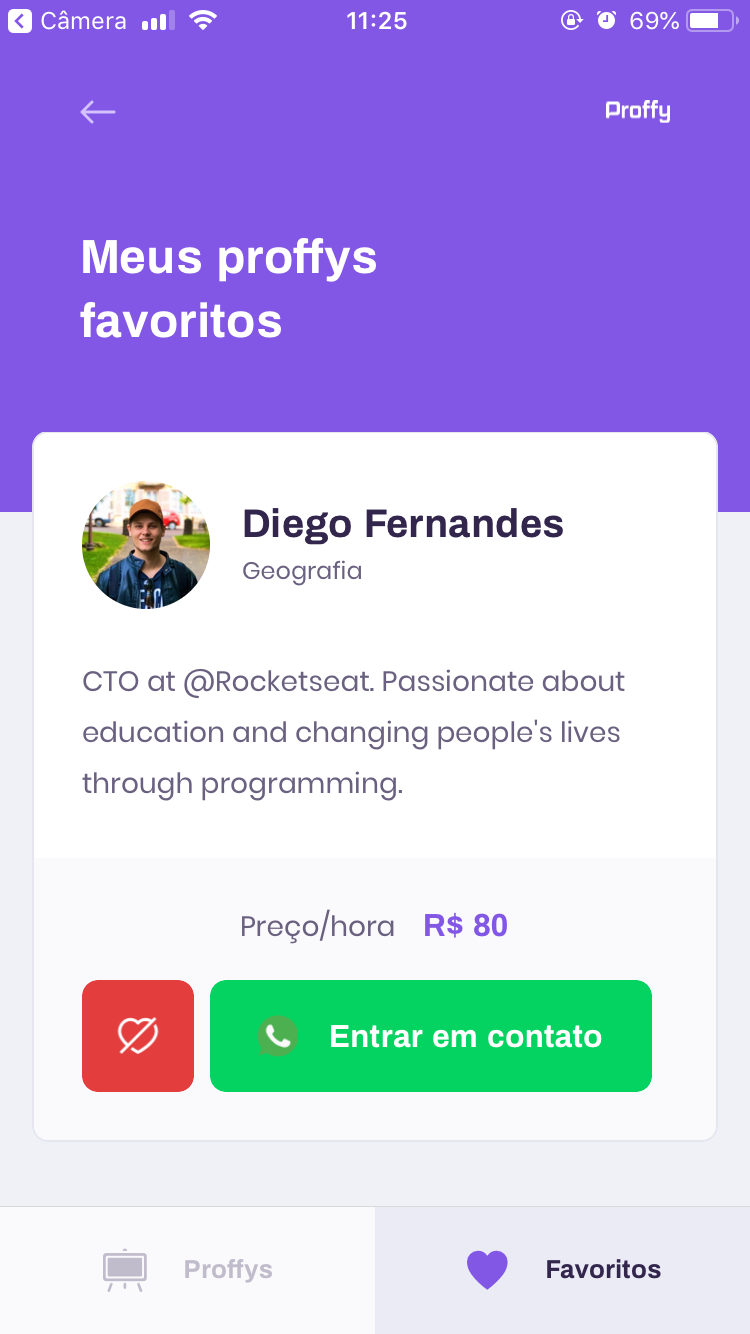 Câmera 11:25 69%
Proffy
Meus proffys
favoritos
Diego Fernandes
Geografia
CTO at @Rocketseat. Passionate about
education and changing people's lives
through programming.
Preço/hora R$ 80
Entrar em contato
Proffys Favoritos